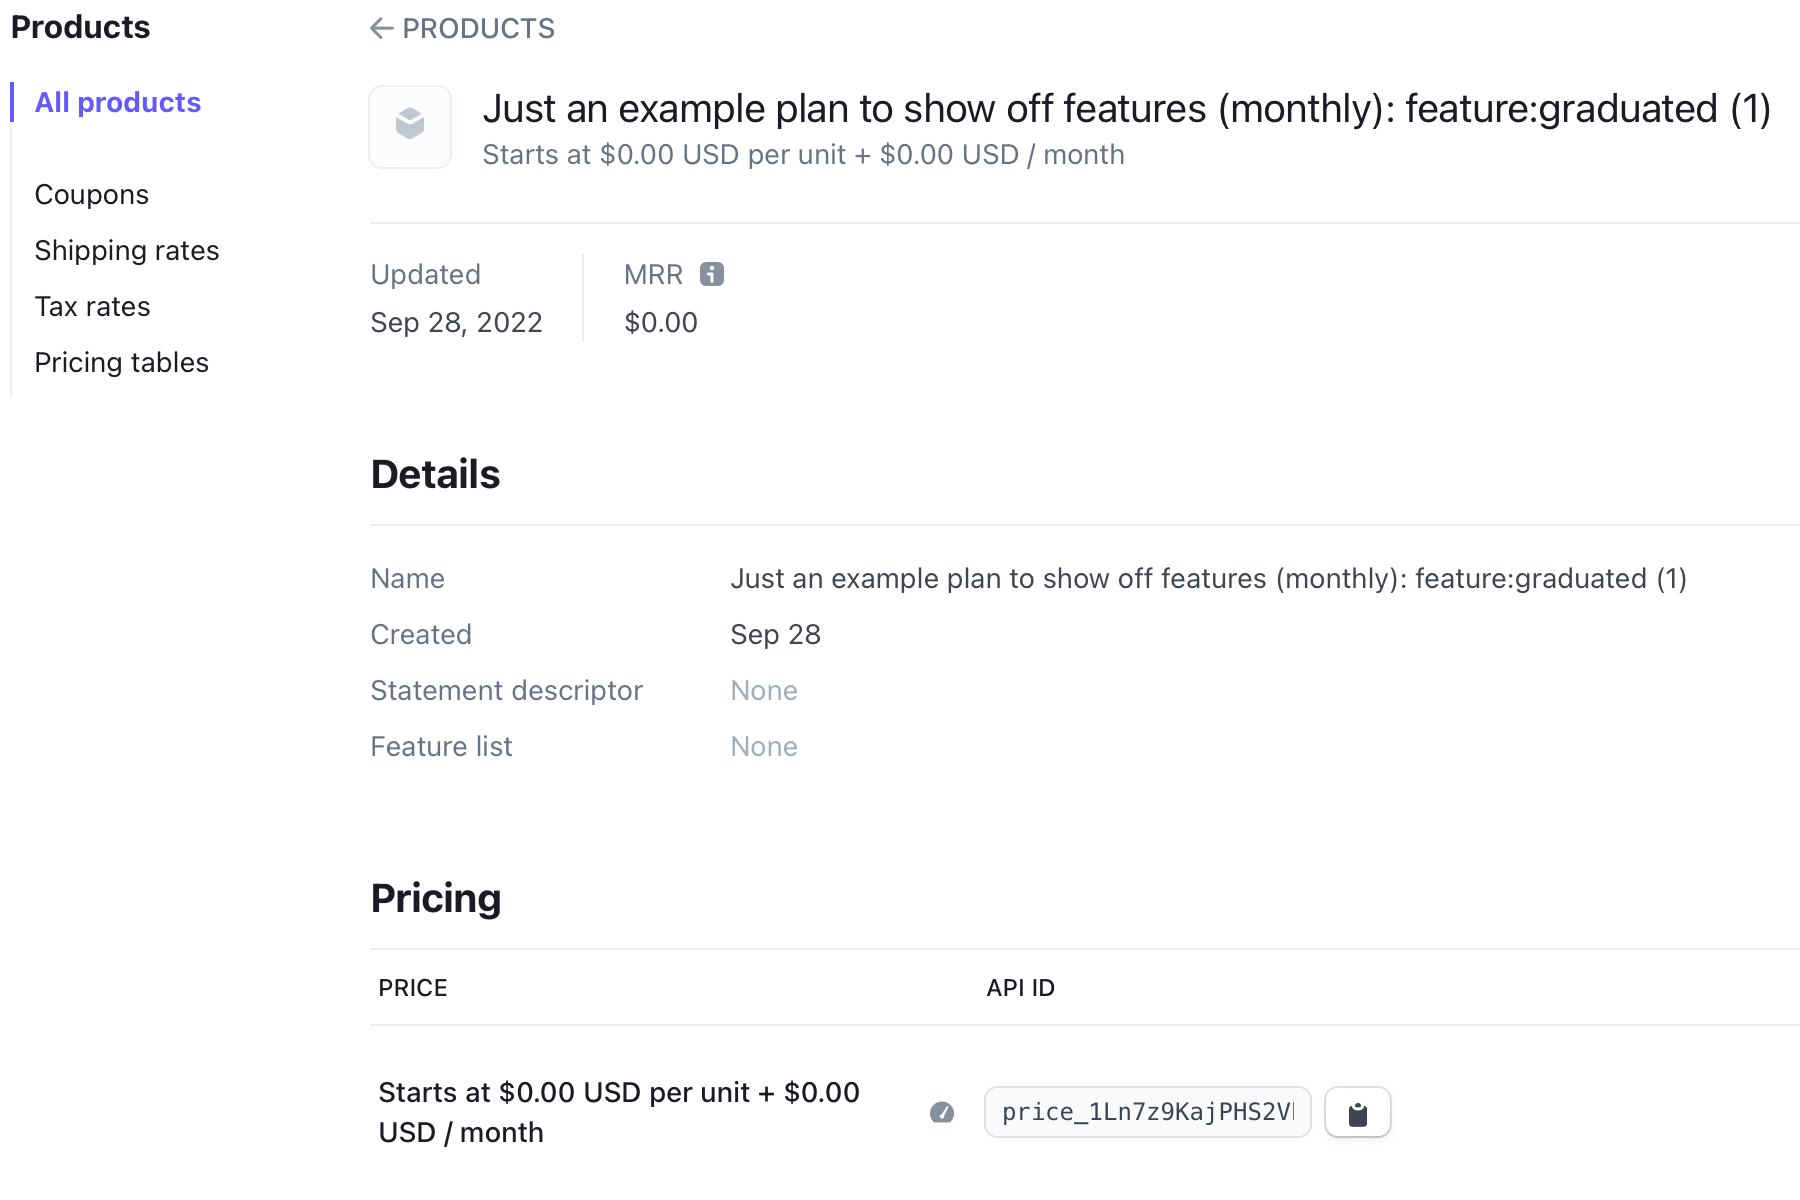 Products
All products
Coupons
Shipping rates
Tax rates
Pricing tables
← PRODUCTS
Just an example plan to show off features (monthly): feature:graduated (1)
Starts at $0.00 USD per unit + $0.00 USD / month
Updated
Sep 28, 2022
MRR
$0.00
Details
Name Just an example plan to show off features (monthly): feature:graduated (1)
Created Sep 28
Statement descriptor None
Feature list None
Pricing
PRICE API ID
Starts at $0.00 USD per unit + $0.00
USD / month
price_1Ln7z9KajPHS2V